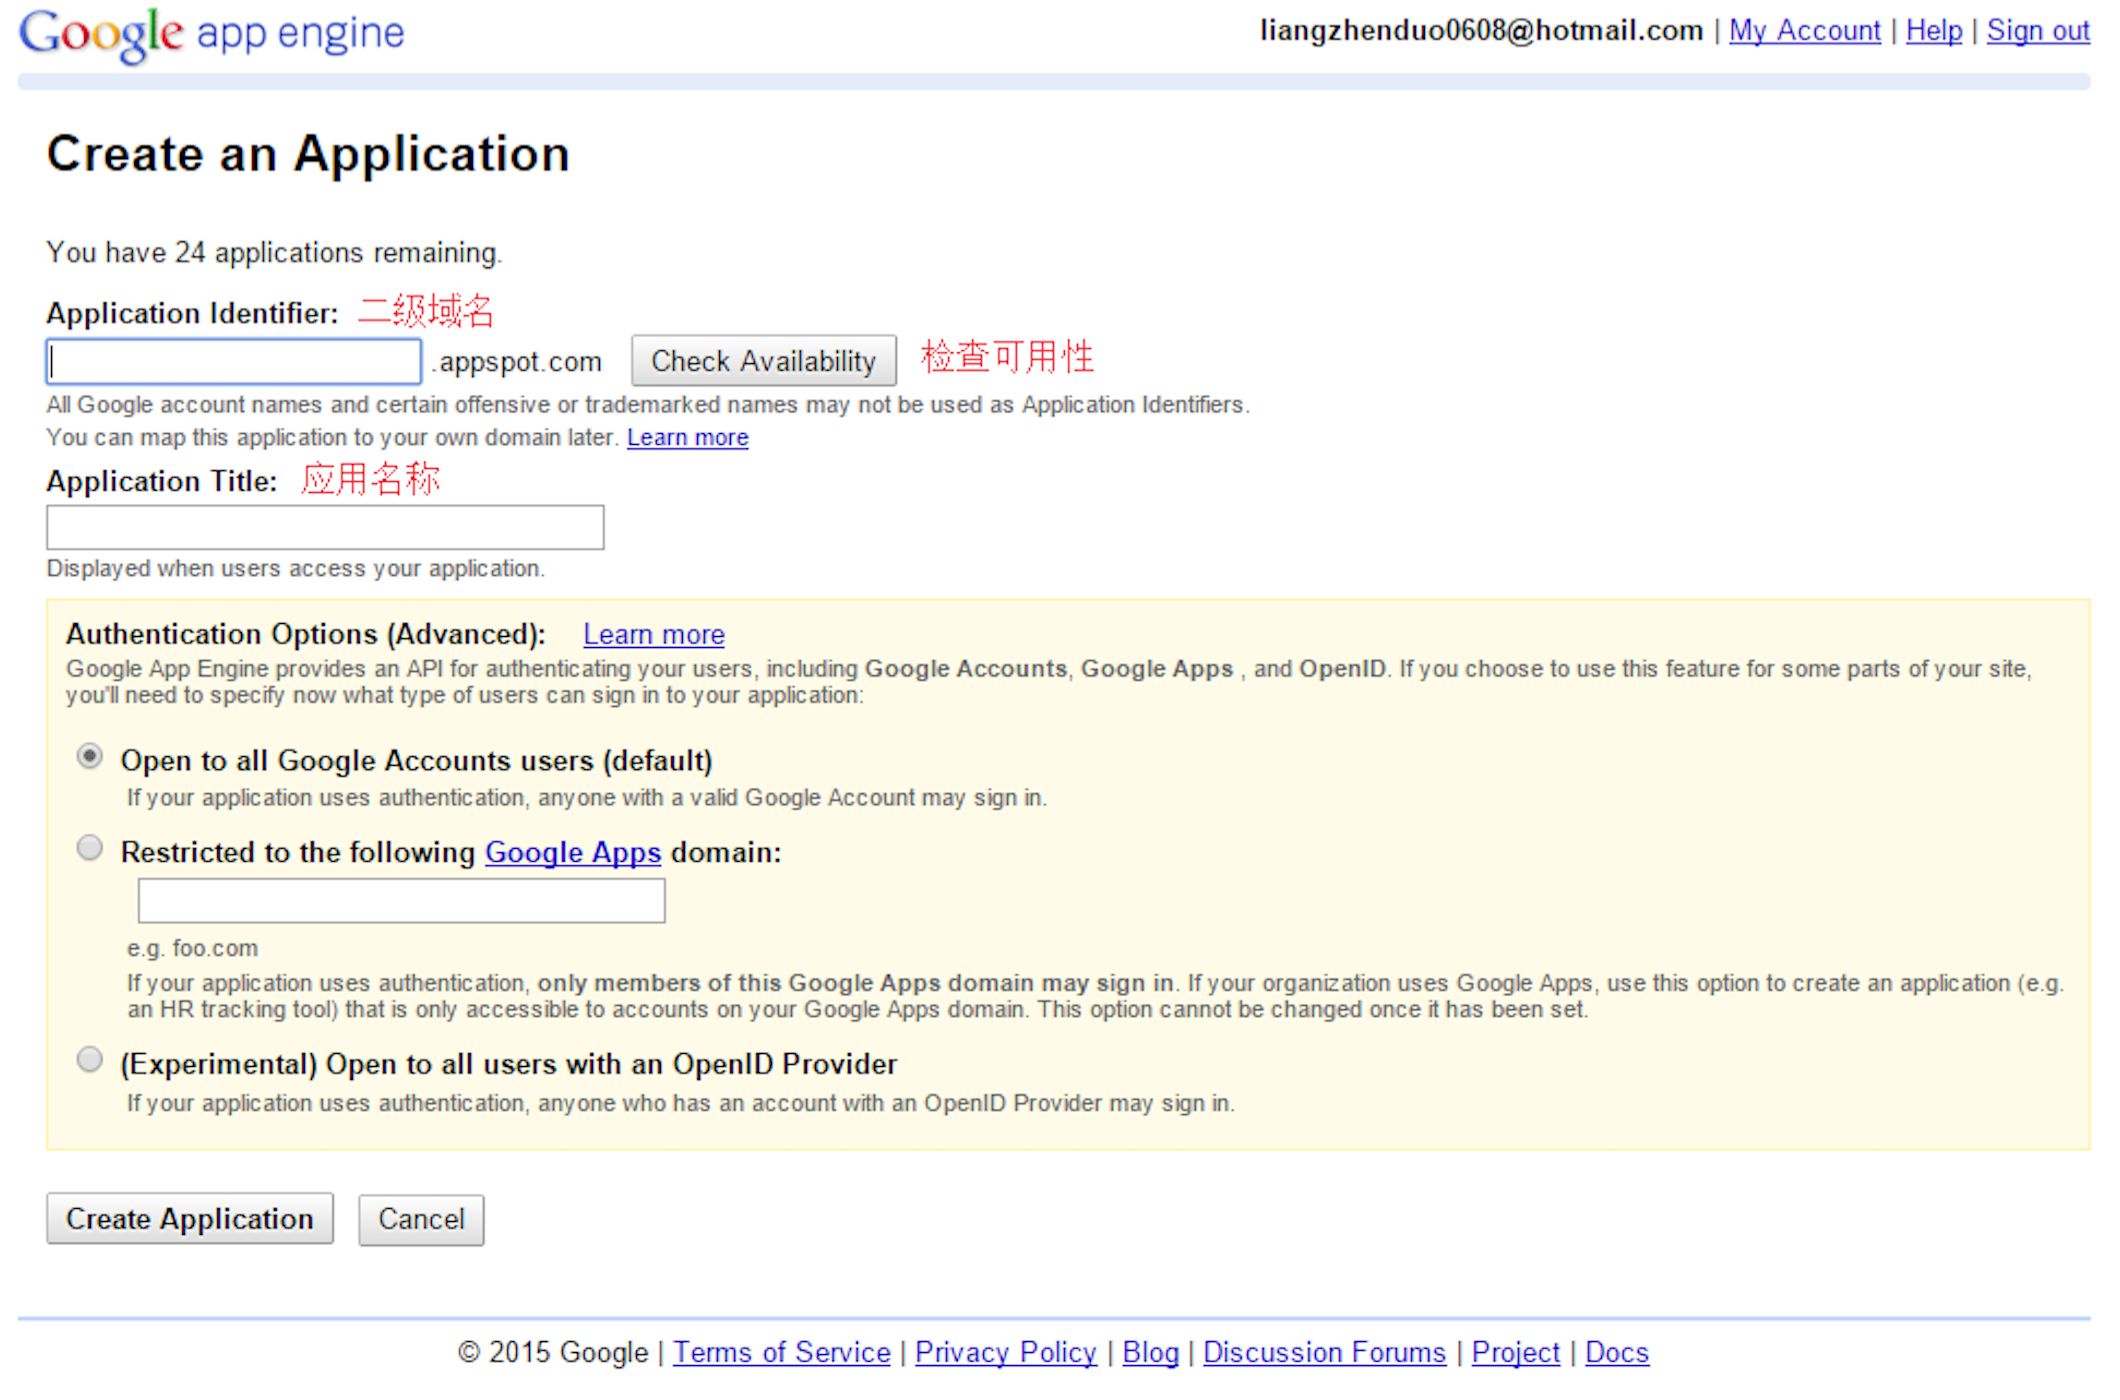 Google app engine
liangzhenduo0608@hotmail.com | My Account | Help | Sign out
Create an Application
You have 24 applications remaining.
Application Identifier: 二级域名
.appspot.com Check Availability 检查可用性
All Google account names and certain offensive or trademarked names may not be used as Application Identifiers.
You can map this application to your own domain later. Learn more
Application Title: 应用名称
Displayed when users access your application.
Authentication Options (Advanced): Learn more
Google App Engine provides an API for authenticating your users, including Google Accounts, Google Apps , and OpenID. If you choose to use this feature for some parts of your site,
you'll need to specify now what type of users can sign in to your application:
Open to all Google Accounts users (default)
If your application uses authentication, anyone with a valid Google Account may sign in.
Restricted to the following Google Apps domain:
e.g. foo.com
If your application uses authentication, only members of this Google Apps domain may sign in. If your organization uses Google Apps, use this option to create an application (e.g.
an HR tracking tool) that is only accessible to accounts on your Google Apps domain. This option cannot be changed once it has been set.
(Experimental) Open to all users with an OpenID Provider
If your application uses authentication, anyone who has an account with an OpenID Provider may sign in.
Create Application Cancel
© 2015 Google | Terms of Service | Privacy Policy | Blog | Discussion Forums | Project | Docs